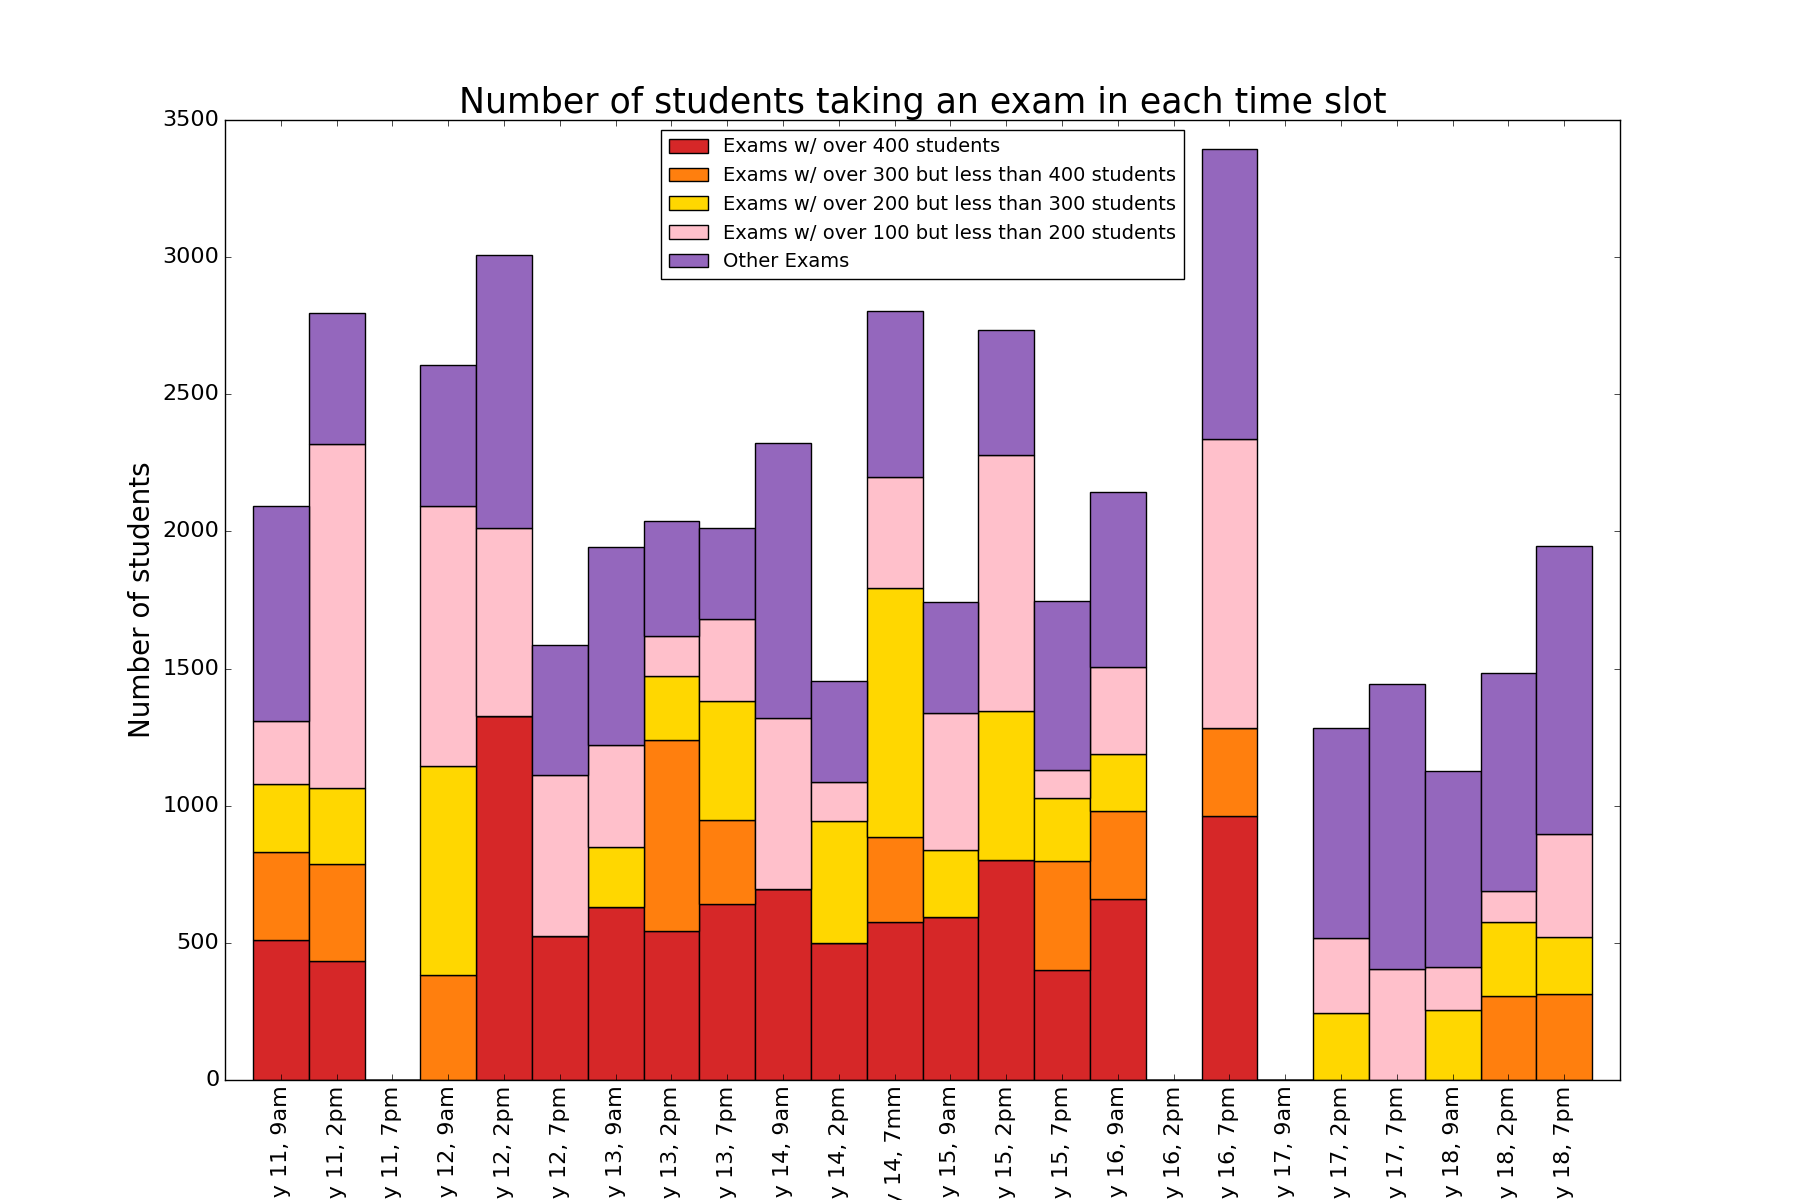 Number of students taking an exam in each time slot
Exams w/ over 400 students
Exams w/ over 300 but less than 400 students
Exams w/ over 200 but less than 300 students
Exams w/ over 100 but less than 200 students
Other Exams
Number of students
3500
3000
2500
2000
1500
1000
500
0
y 11, 9am
y 11, 2pm
y 11, 7pm
y 12, 9am
y 12, 2pm
y 12, 7pm
y 13, 9am
y 13, 2pm
y 13, 7pm
y 14, 9am
y 14, 2pm
y 14, 7mm
y 15, 9am
y 15, 2pm
y 15, 7pm
y 16, 9am
y 16, 2pm
y 16, 7pm
y 17, 9am
y 17, 2pm
y 17, 7pm
y 18, 9am
y 18, 2pm
y 18, 7pm